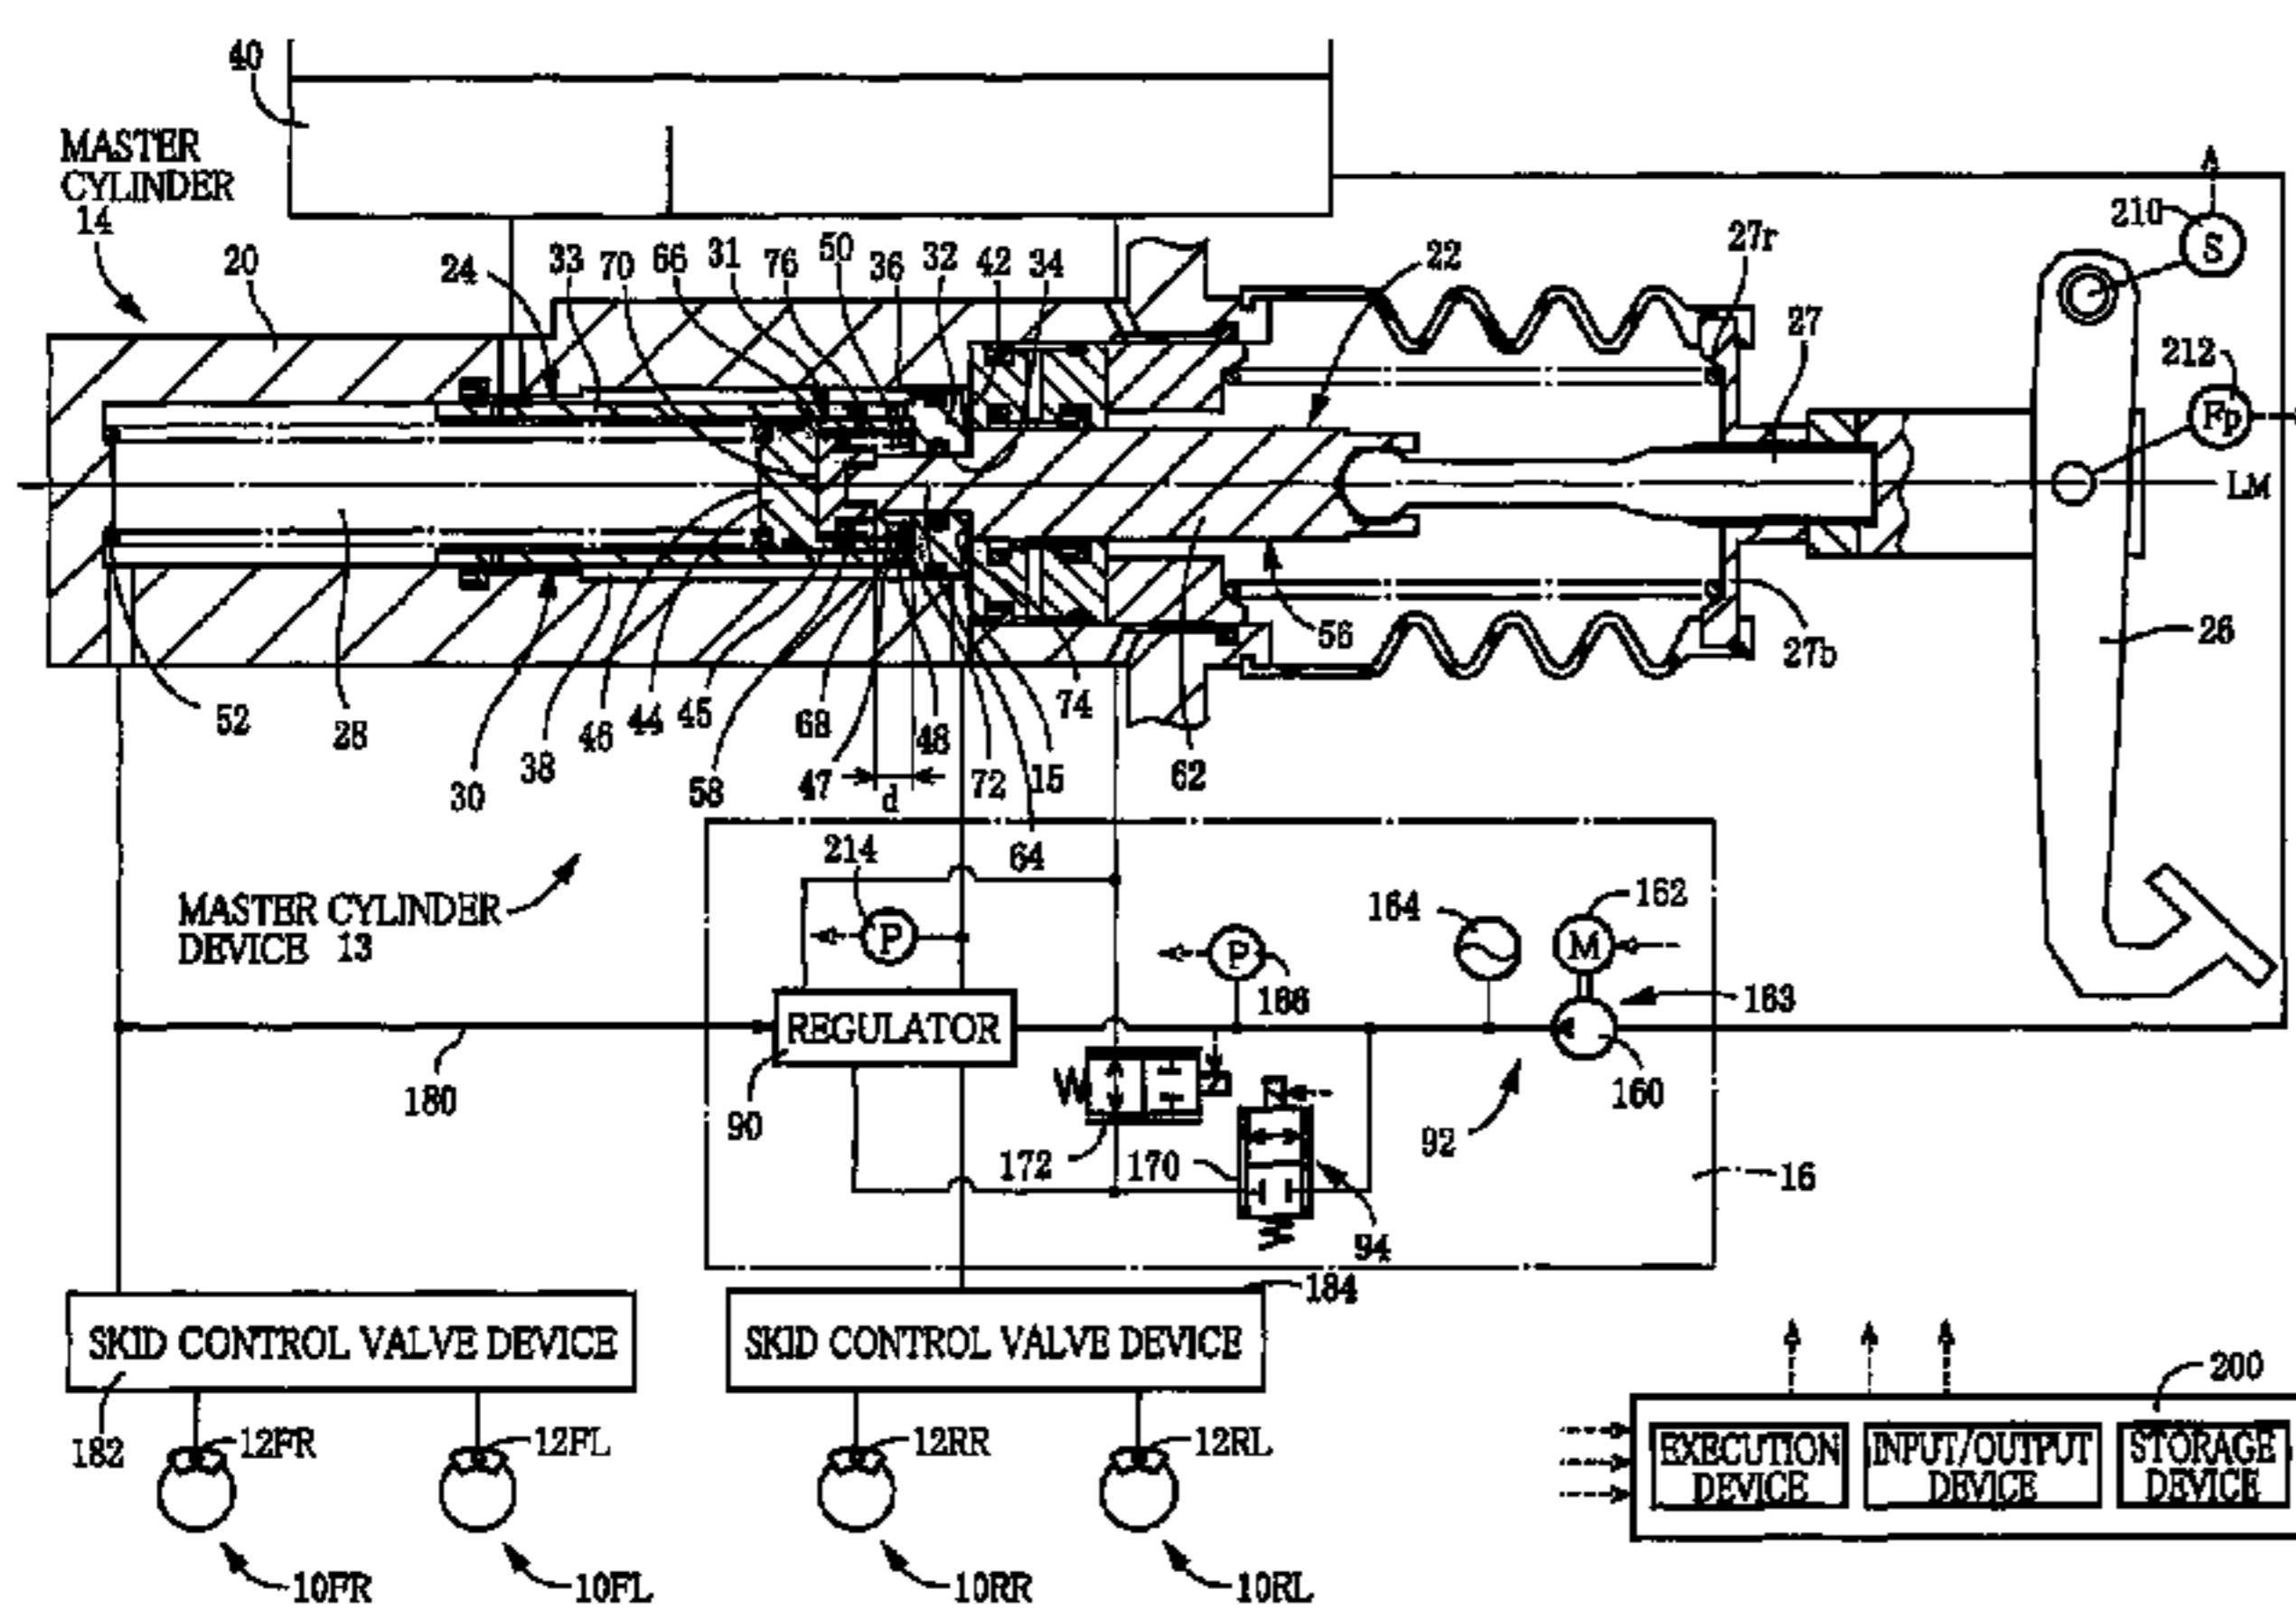 40
MASTER
CYLINDER
14
20
24
33
70
66
31
76
50
36
32
42
34
22
27r
210
S
27
212
Fp
LM
52
28
30
38
46
44
45
58
68
47
d
48
72
15
74
64
62
56
27b
26
MASTER CYLINDER
DEVICE 13
214
P
P
166
164
162
M
163
160
REGULATOR
180
90
172
170
92
94
16
184
SKID CONTROL VALVE DEVICE
SKID CONTROL VALVE DEVICE
182
12FR
12FL
12RR
12RL
10FR
10FL
10RR
10RL
200
EXECUTION
DEVICE
INPUT/OUTPUT
DEVICE
STORAGE
DEVICE